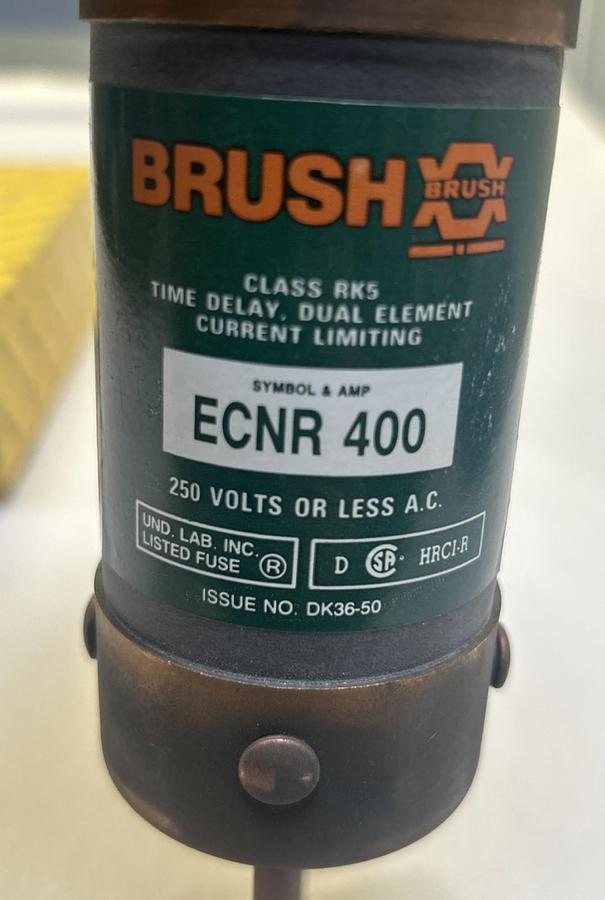 BRUSH BRUSH
CLASS RK5
TIME DELAY, DUAL ELEMENT
CURRENT LIMITING
SYMBOL & AMP
ECNR 400
250 VOLTS OR LESS A.C.
UND. LAB. INC.
LISTED FUSE ®
D SA® HRCI-R
ISSUE NO. DK36-50